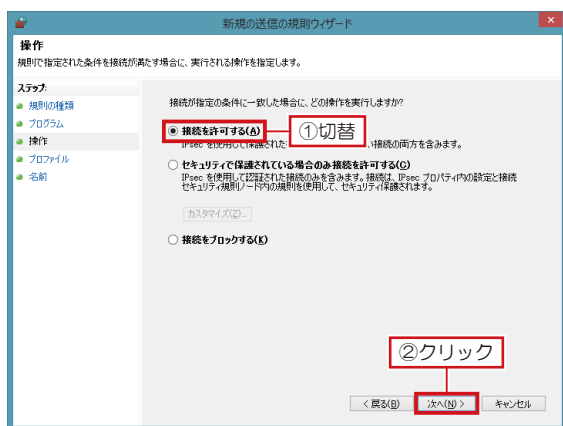 新規の送信の規則ウィザード
操作
規則で指定された条件を接続が満たす場合に、実行される操作を指定します。
ステップ:
規則の種類
プログラム
操作
プロファイル
名前
接続が指定の条件に一致した場合に、どの操作を実行しますか?
接続を許可する(A)
①切替
IPsec を使用して保護された い接続の両方を含みます。
セキュリティで保護されている場合のみ接続を許可する(C)
IPsec を使用して認証された接続のみを含みます。接続は、IPsec プロパティ内の設定と接続
セキュリティ規則ノード内の規則を使用して、セキュリティ保護されます。
カスタマイズ(Z)...
接続をブロックする(K)
②クリック
< 戻る(B)
次へ(N) >
キャンセル